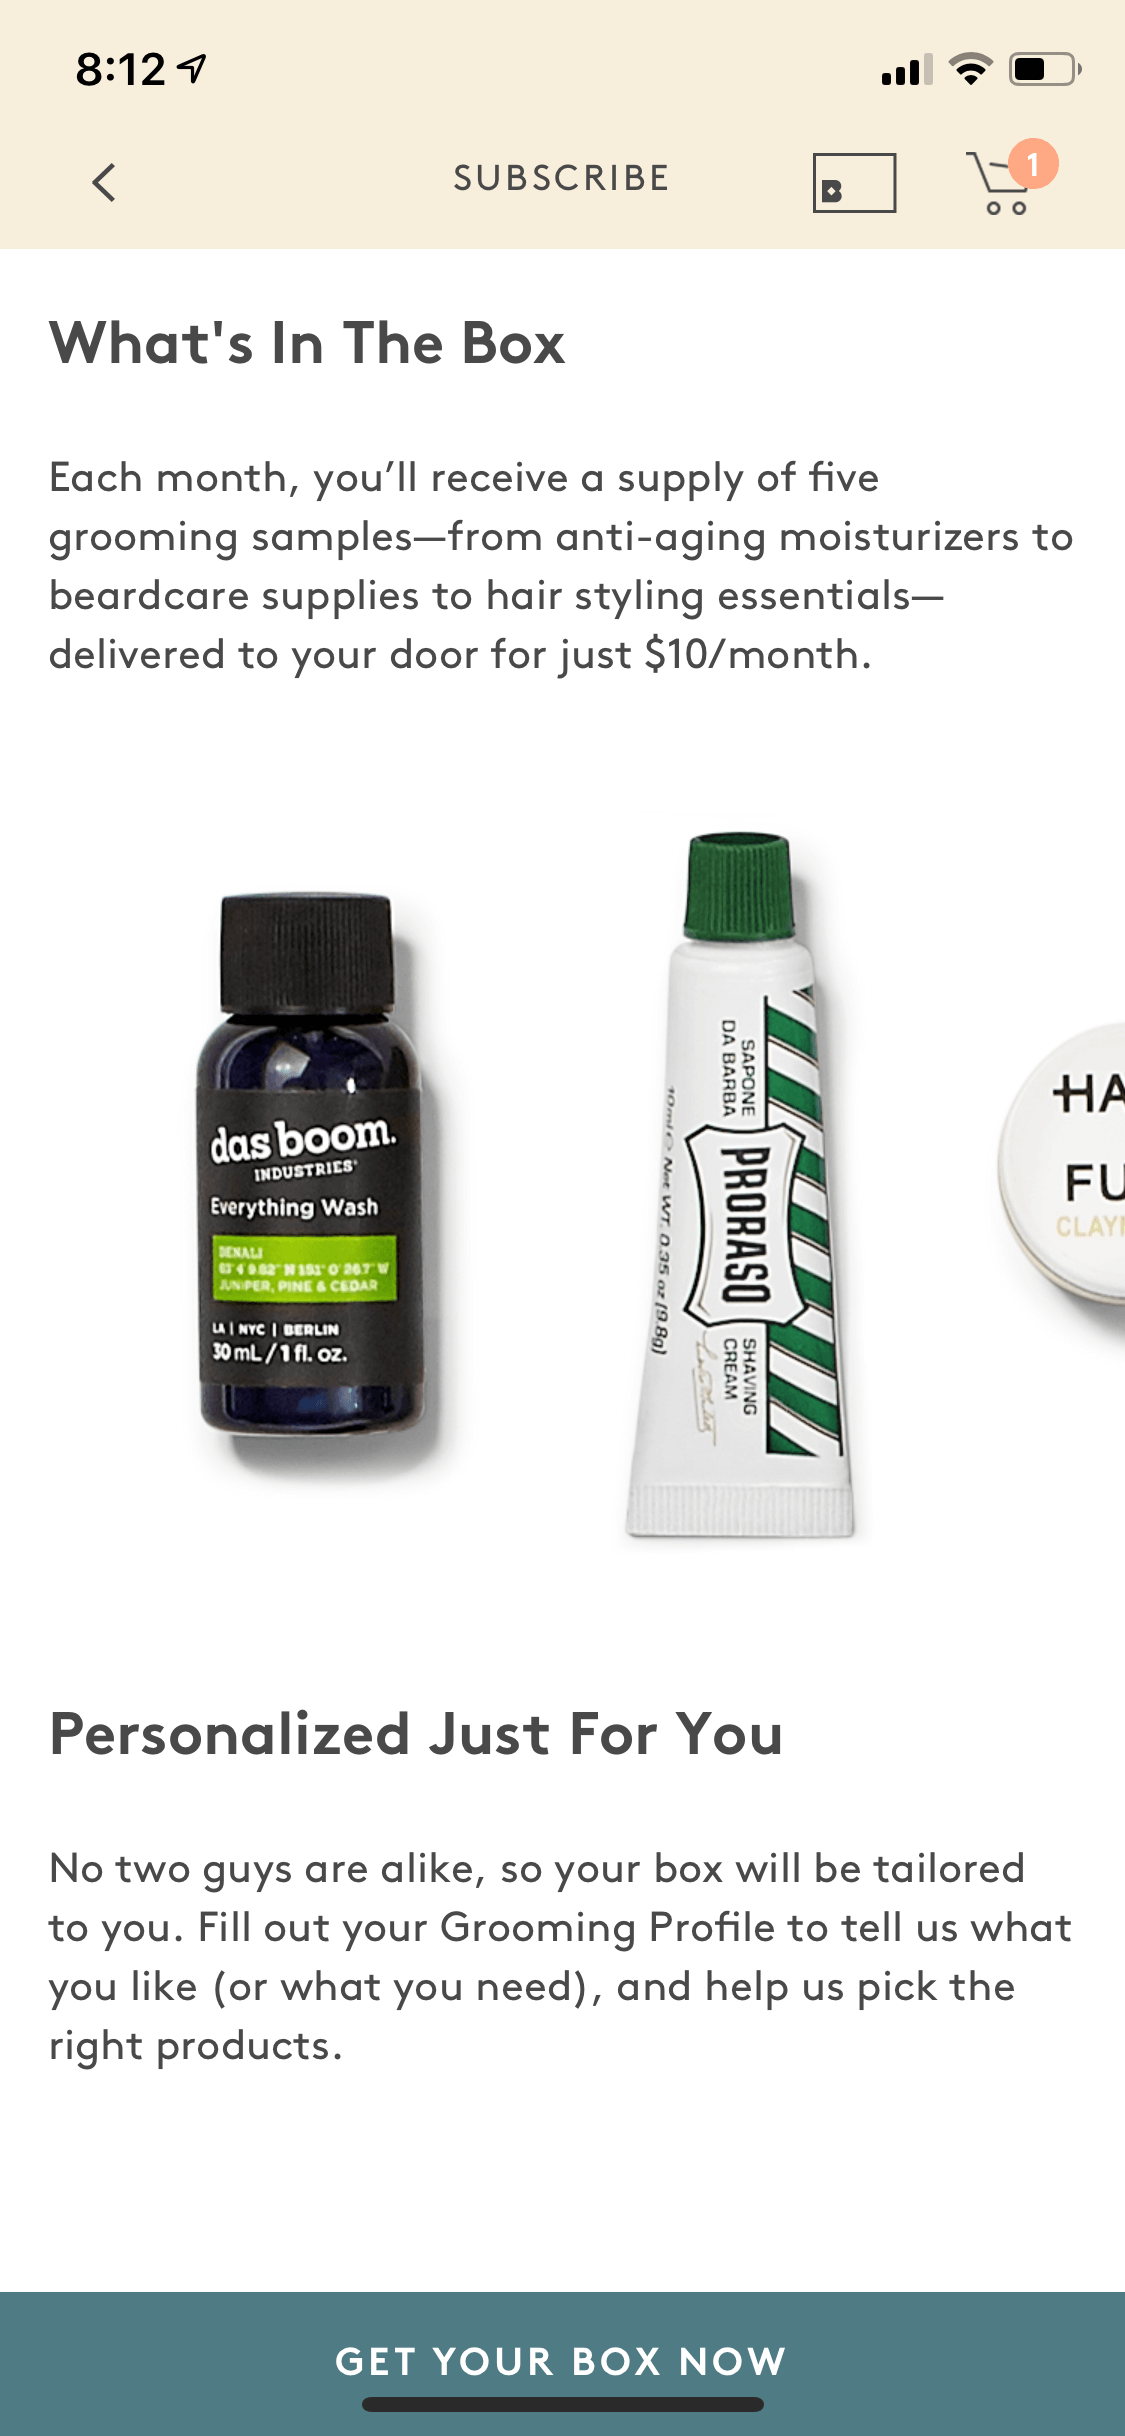 8:12
SUBSCRIBE
B
1
What's In The Box
Each month, you’ll receive a supply of five
grooming samples—from anti-aging moisturizers to
beardcare supplies to hair styling essentials—
delivered to your door for just $10/month.
das boom.
INDUSTRIES
Everything Wash
DENALI
JUNIPER, PINE & CEDAR
LA | NYC | BERLIN
30 mL / 1 fl. oz.
SAPONE
DA BARBA
PRORASO
SHAVING
CREAM
10ml e Net WT. 0.35 oz (9.8g)
HA
FU
CLAY
Personalized Just For You
No two guys are alike, so your box will be tailored
to you. Fill out your Grooming Profile to tell us what
you like (or what you need), and help us pick the
right products.
GET YOUR BOX NOW